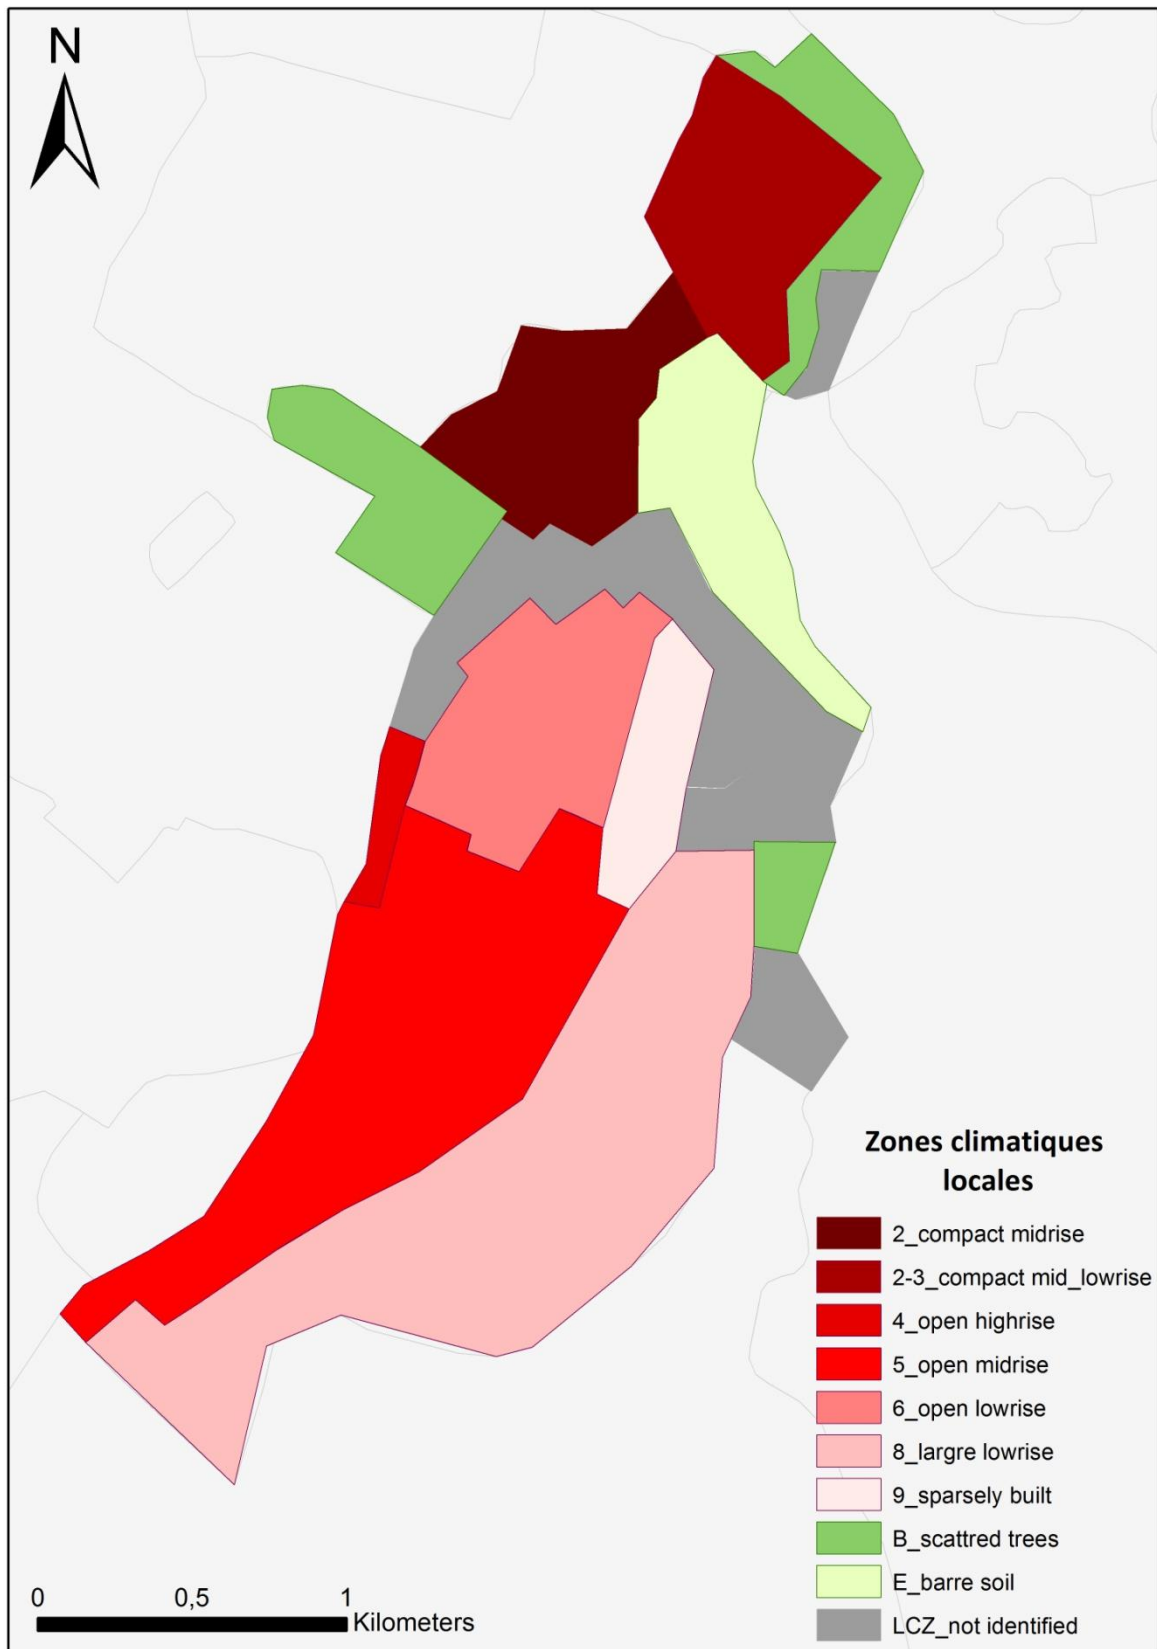 N
Zones climatiques
locales
2_compact midrise
2-3_compact mid_lowrise
4_open highrise
5_open midrise
6_open lowrise
8_largre lowrise
9_sparsely built
B_scattred trees
E_barre soil
LCZ_not identified
0 0,5 1
Kilometers